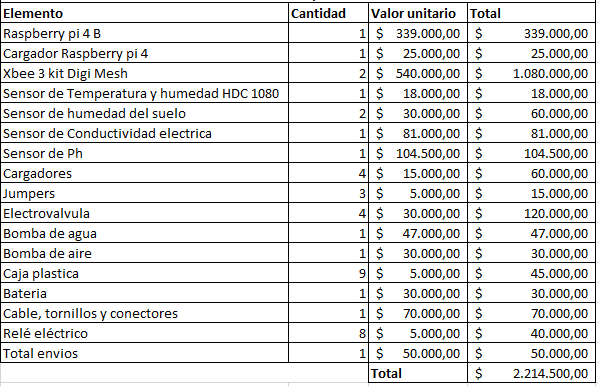 Elemento Cantidad Valor unitario Total
Raspberry pi 4 B 1 $ 339.000,00 $ 339.000,00
Cargador Raspberry pi 4 1 $ 25.000,00 $ 25.000,00
Xbee 3 kit Digi Mesh 2 $ 540.000,00 $ 1.080.000,00
Sensor de Temperatura y humedad HDC 1080 1 $ 18.000,00 $ 18.000,00
Sensor de humedad del suelo 2 $ 30.000,00 $ 60.000,00
Sensor de Conductividad electrica 1 $ 81.000,00 $ 81.000,00
Sensor de Ph 1 $ 104.500,00 $ 104.500,00
Cargadores 4 $ 15.000,00 $ 60.000,00
Jumpers 3 $ 5.000,00 $ 15.000,00
Electrovalvula 4 $ 30.000,00 $ 120.000,00
Bomba de agua 1 $ 47.000,00 $ 47.000,00
Bomba de aire 1 $ 30.000,00 $ 30.000,00
Caja plastica 9 $ 5.000,00 $ 45.000,00
Bateria 1 $ 30.000,00 $ 30.000,00
Cable, tornillos y conectores 1 $ 70.000,00 $ 70.000,00
Relé eléctrico 8 $ 5.000,00 $ 40.000,00
Total envios 1 $ 50.000,00 $ 50.000,00
Total $ 2.214.500,00